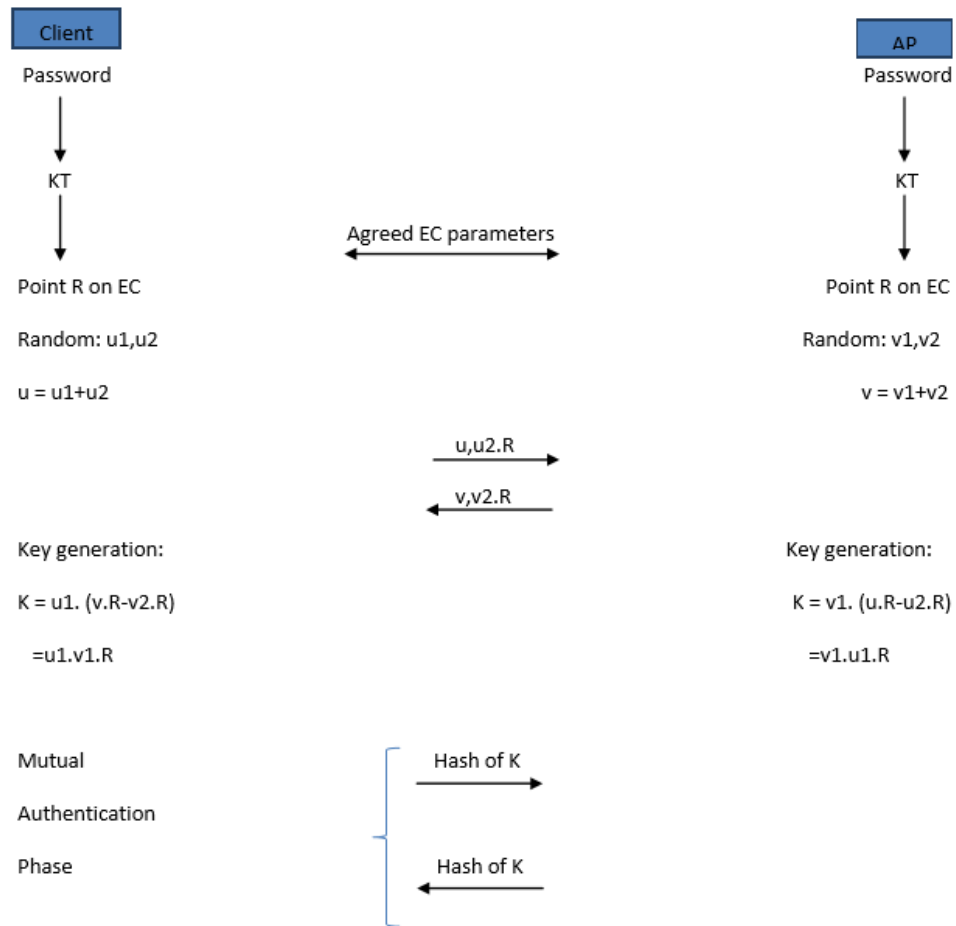 Client
AP
Password
Password
KT
KT
Agreed EC parameters
Point R on EC
Point R on EC
Random: u1,u2
Random: v1,v2
u = u1+u2
v = v1+v2
u,u2.R
v,v2.R
Key generation:
Key generation:
K = u1. (v.R-v2.R)
K = v1. (u.R-u2.R)
=u1.v1.R
=v1.u1.R
Mutual
Hash of K
Authentication
Phase
Hash of K